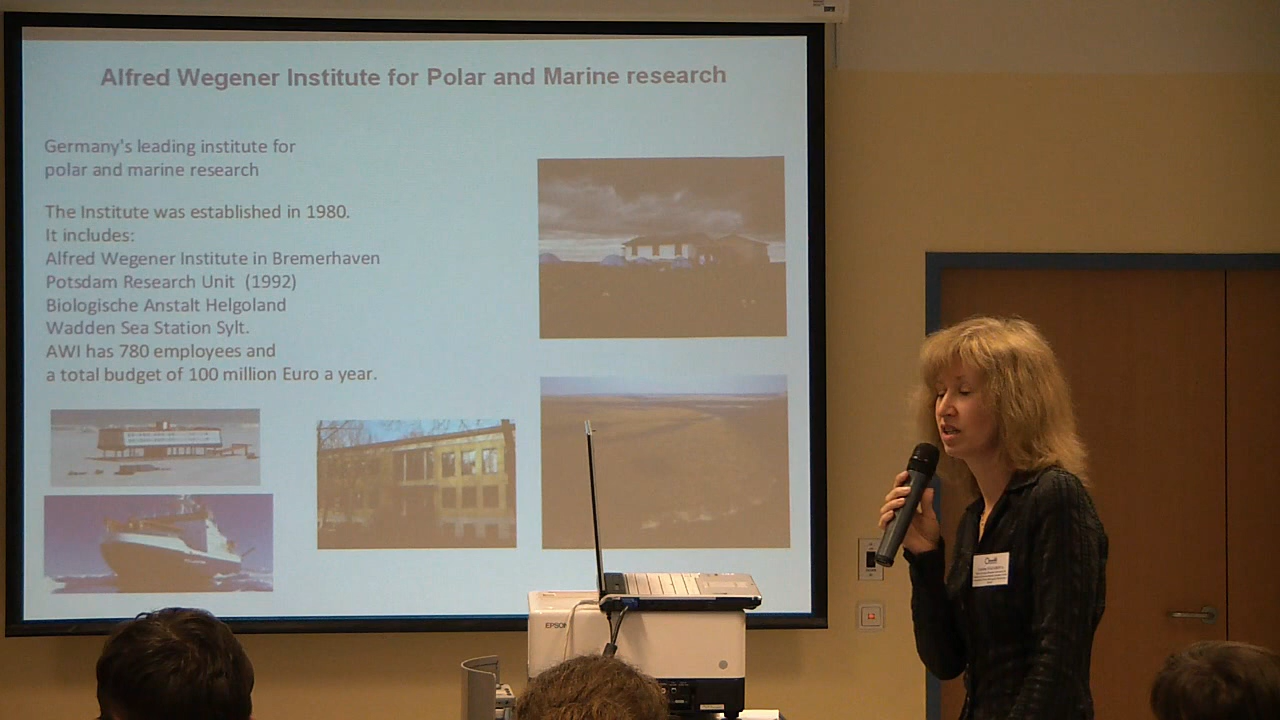 Alfred Wegener Institute for Polar and Marine research
Germany's leading institute for
polar and marine research
The Institute was established in 1980.
It includes:
Alfred Wegener Institute in Bremerhaven
Potsdam Research Unit (1992)
Biologische Anstalt Helgoland
Wadden Sea Station Sylt.
AWI has 780 employees and
a total budget of 100 million Euro a year.
EPSON